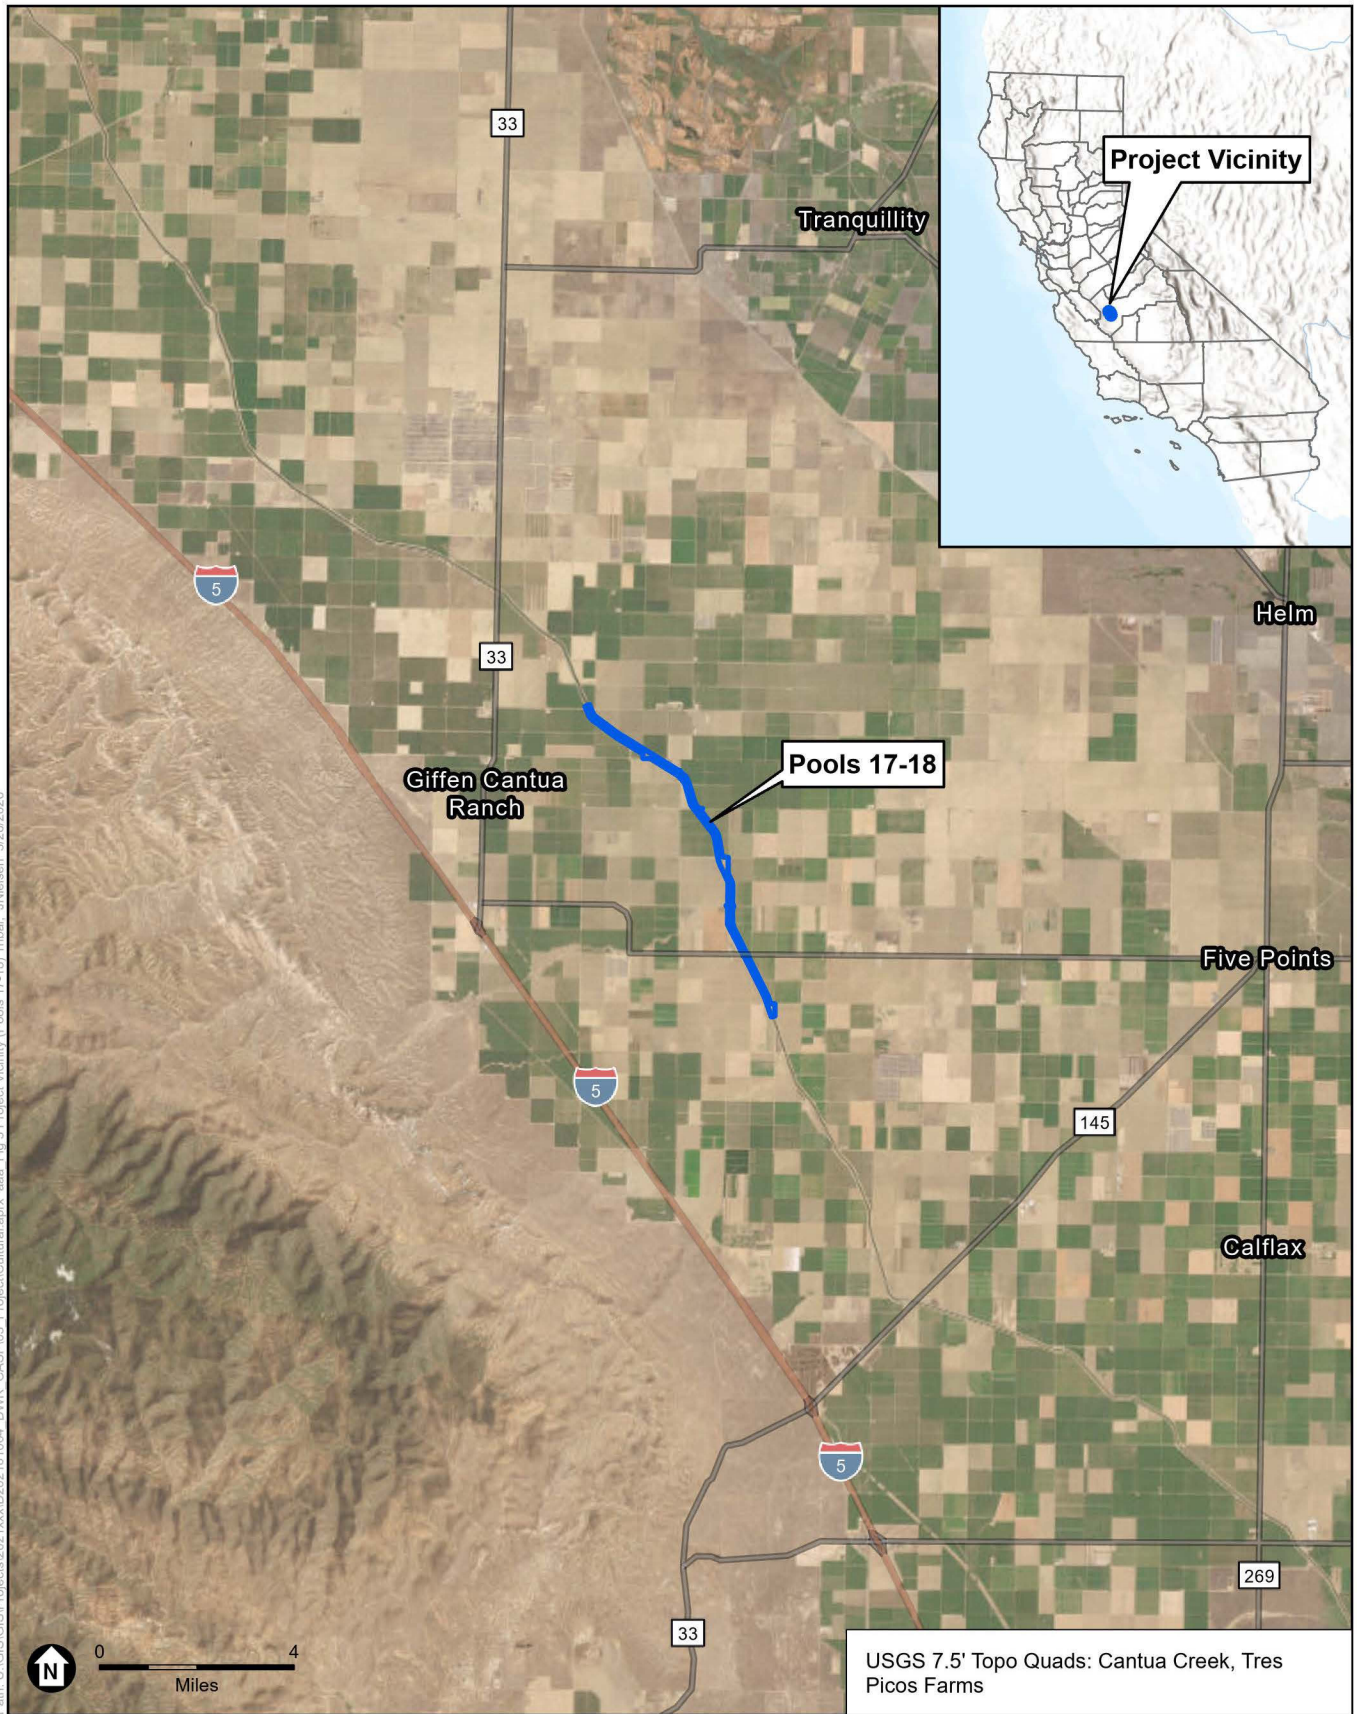 33
Project Vicinity
Tranquillity
5
Helm
33
Pools 17-18
Giffen Cantua
Ranch
Five Points
5
145
Calflax
5
269
33
N
0 4
Miles
USGS 7.5' Topo Quads: Cantua Creek, Tres
Picos Farms